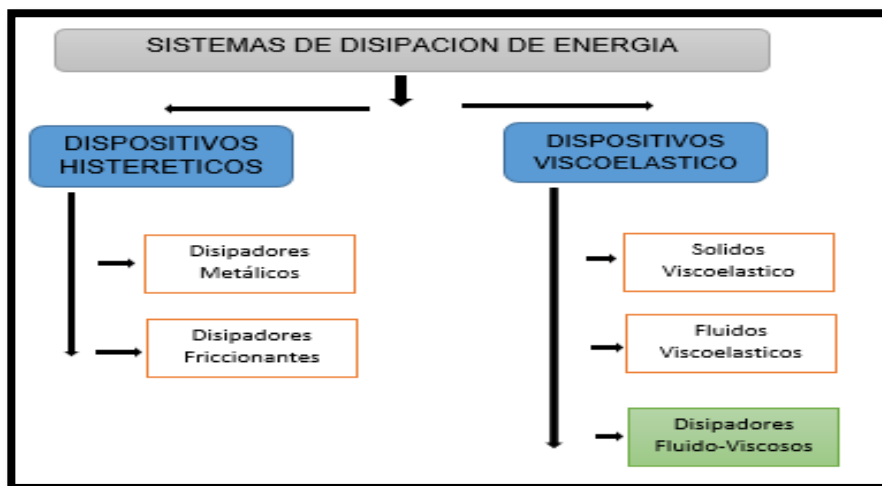 SISTEMAS DE DISIPACION DE ENERGIA
DISPOSITIVOS
HISTERETICOS
Disipadores
Metálicos
Disipadores
Friccionantes
DISPOSITIVOS
VISCOELASTICO
Solidos
Viscoelastico
Fluidos
Viscoelasticos
Disipadores
Fluido-Viscosos